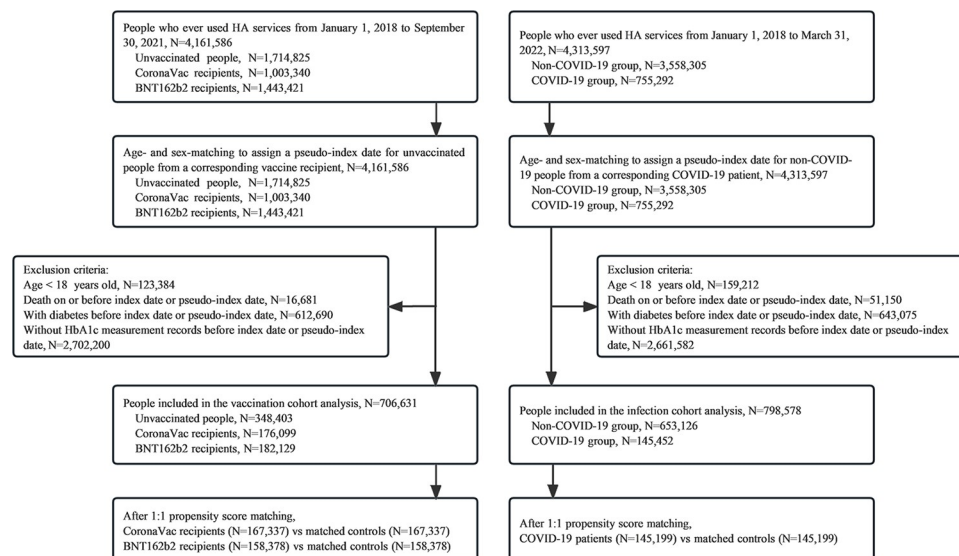 People who ever used HA services from January 1, 2018 to September
30, 2021, N=4,161,586
Unvaccinated people, N=1,714,825
CoronaVac recipients, N=1,003,340
BNT162b2 recipients, N=1,443,421
People who ever used HA services from January 1, 2018 to March 31,
2022, N=4,313,597
Non-COVID-19 group, N=3,558,305
COVID-19 group, N=755,292
Age- and sex-matching to assign a pseudo-index date for unvaccinated
people from a corresponding vaccine recipient, N=4,161,586
Unvaccinated people, N=1,714,825
CoronaVac recipients, N=1,003,340
BNT162b2 recipients, N=1,443,421
Age- and sex-matching to assign a pseudo-index date for non-COVID-
19 people from a corresponding COVID-19 patient, N=4,313,597
Non-COVID-19 group, N=3,558,305
COVID-19 group, N=755,292
Exclusion criteria:
Age < 18 years old, N=123,384
Death on or before index date or pseudo-index date, N=16,681
With diabetes before index date or pseudo-index date, N=612,690
Without HbA1c measurement records before index date or pseudo-index
date, N=2,702,200
Exclusion criteria:
Age < 18 years old, N=159,212
Death on or before index date or pseudo-index date, N=51,150
With diabetes before index date or pseudo-index date, N=643,075
Without HbA1c measurement records before index date or pseudo-index
date, N=2,661,582
People included in the vaccination cohort analysis, N=706,631
Unvaccinated people, N=348,403
CoronaVac recipients, N=176,099
BNT162b2 recipients, N=182,129
People included in the infection cohort analysis, N=798,578
Non-COVID-19 group, N=653,126
COVID-19 group, N=145,452
After 1:1 propensity score matching,
CoronaVac recipients (N=167,337) vs matched controls (N=167,337)
BNT162b2 recipients (N=158,378) vs matched controls (N=158,378)
After 1:1 propensity score matching,
COVID-19 patients (N=145,199) vs matched controls (N=145,199)